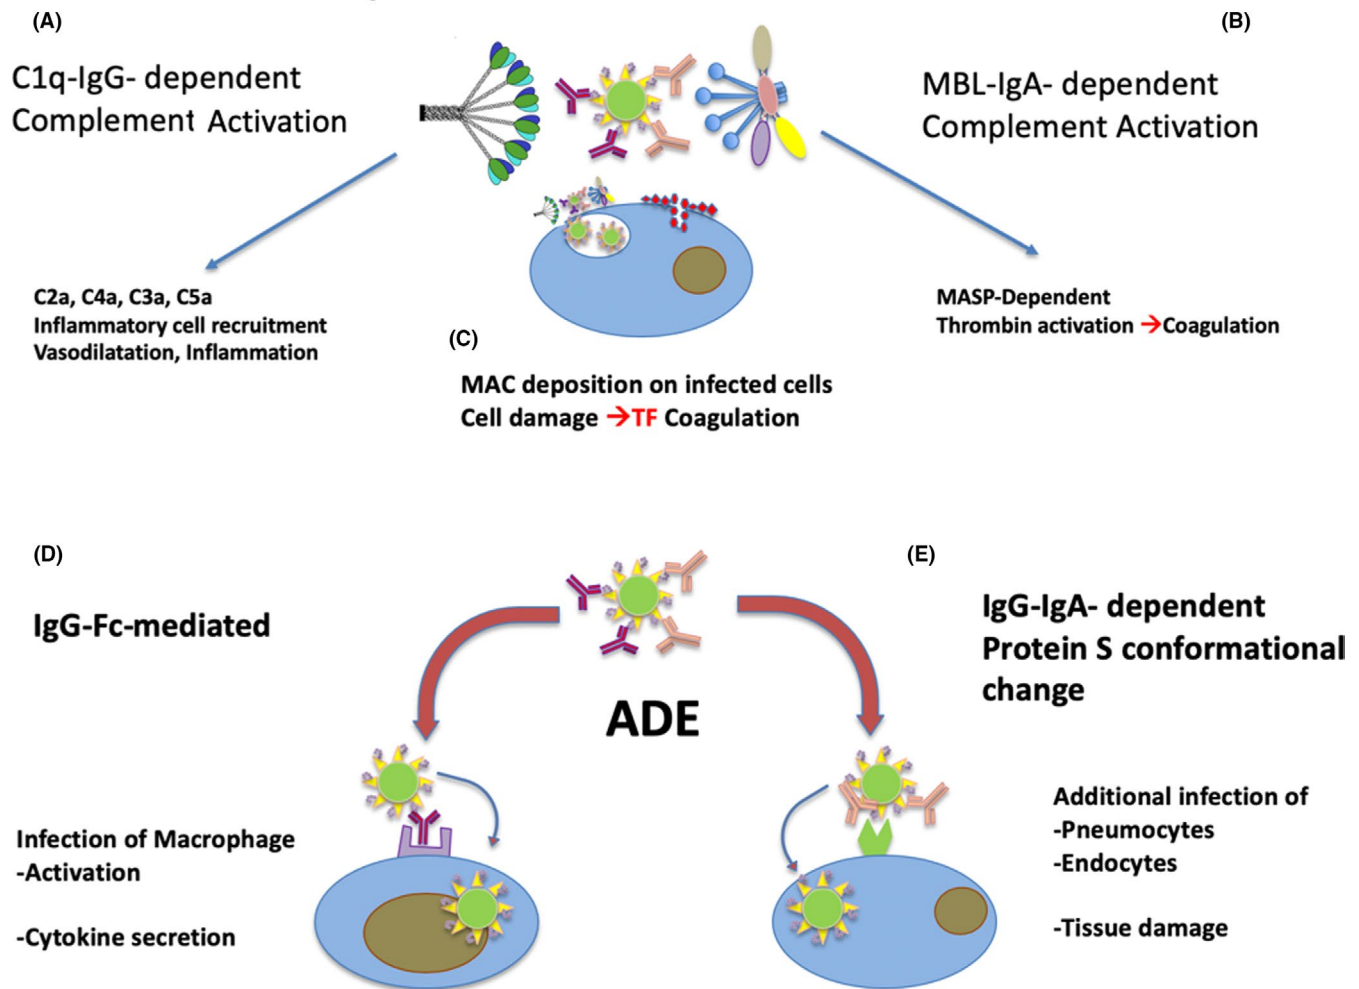 (A)
C1q-IgG- dependent
Complement Activation
(B)
MBL-IgA- dependent
Complement Activation
C2a, C4a, C3a, C5a
Inflammatory cell recruitment
Vasodilatation, Inflammation
MASP-Dependent
Thrombin activation →Coagulation
(C)
MAC deposition on infected cells
Cell damage →TF Coagulation
(D)
IgG-Fc-mediated
ADE
(E)
IgG-IgA- dependent
Protein S conformational
change
Infection of Macrophage
-Activation
-Cytokine secretion
Additional infection of
-Pneumocytes
-Endocytes
-Tissue damage